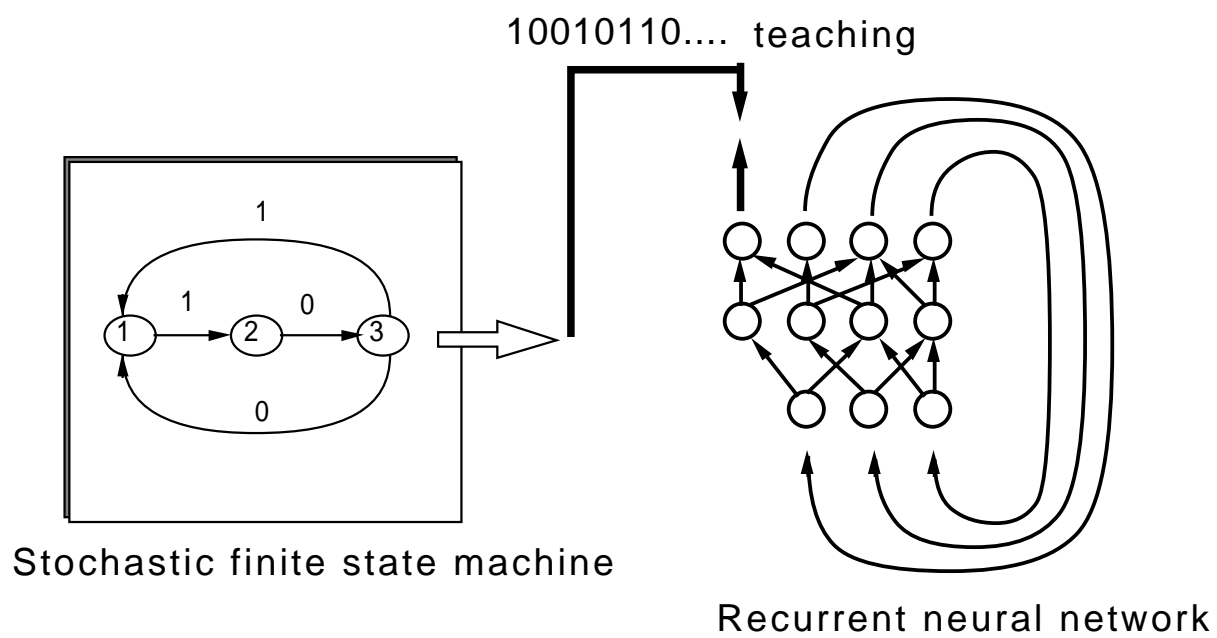 10010110.... teaching
1
1
0
1
2
3
0
Stochastic finite state machine
Recurrent neural network